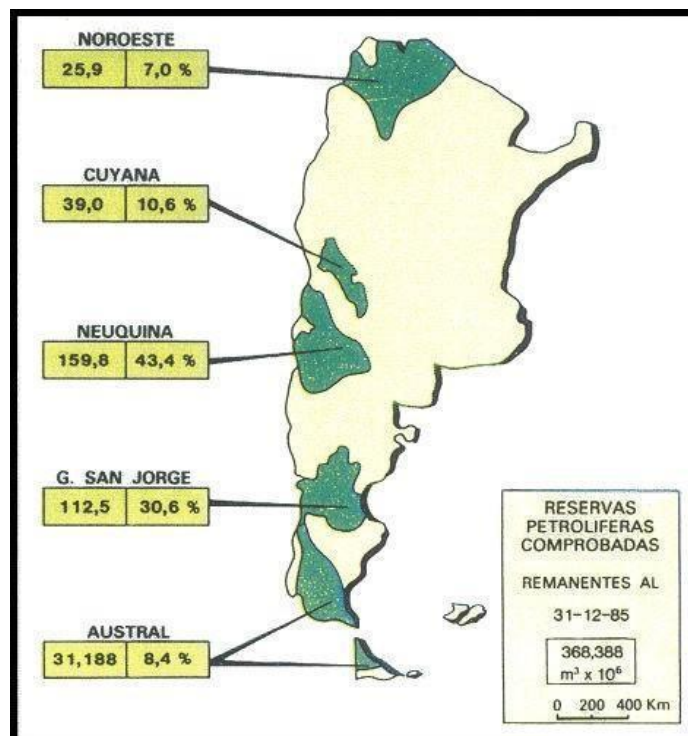 NOROESTE
25,9 7,0 %
CUYANA
39,0 10,6 %
NEUQUINA
159,8 43,4 %
G. SAN JORGE
112,5 30,6 %
AUSTRAL
31,188 8,4 %
RESERVAS
PETROLIFERAS
COMPROBADAS
REMANENTES AL
31-12-85
368,388
m³ x 10⁶
0 200 400 Km